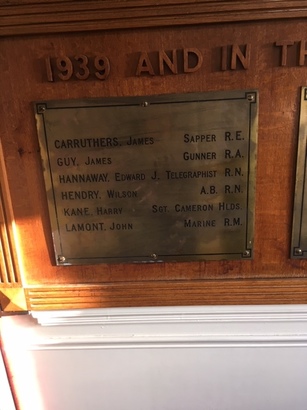 1939 AND IN TH
CARRUTHERS, JAMES SAPPER R.E.
GUY, JAMES GUNNER R.A.
HANNAWAY, EDWARD J. TELEGRAPHIST R.N.
HENDRY, WILSON A.B. R.N.
KANE, HARRY SGT. CAMERON HLDS.
LAMONT, JOHN MARINE R.M.